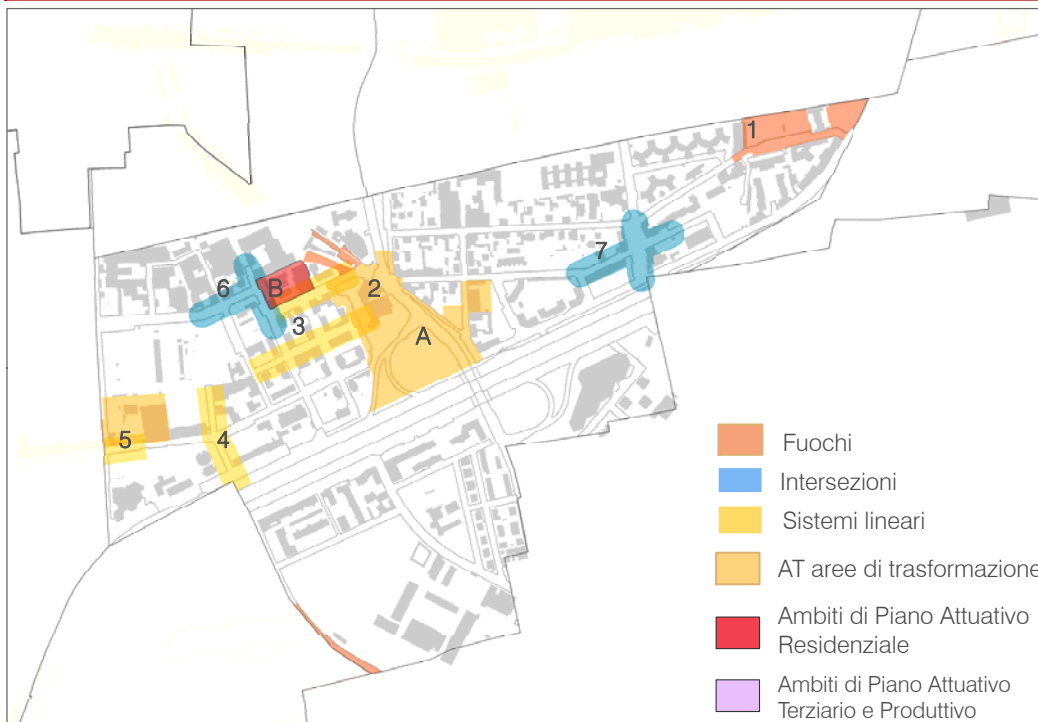 1
7
6
B
2
3
A
5
4
Fuochi
Intersezioni
Sistemi lineari
AT aree di trasformazione
Ambiti di Piano Attuativo
Residenziale
Ambiti di Piano Attuativo
Terziario e Produttivo